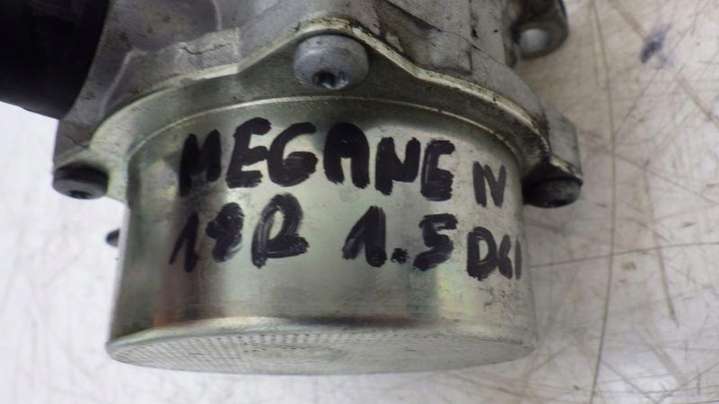 MEGANE IV
18R 1.5 DCI